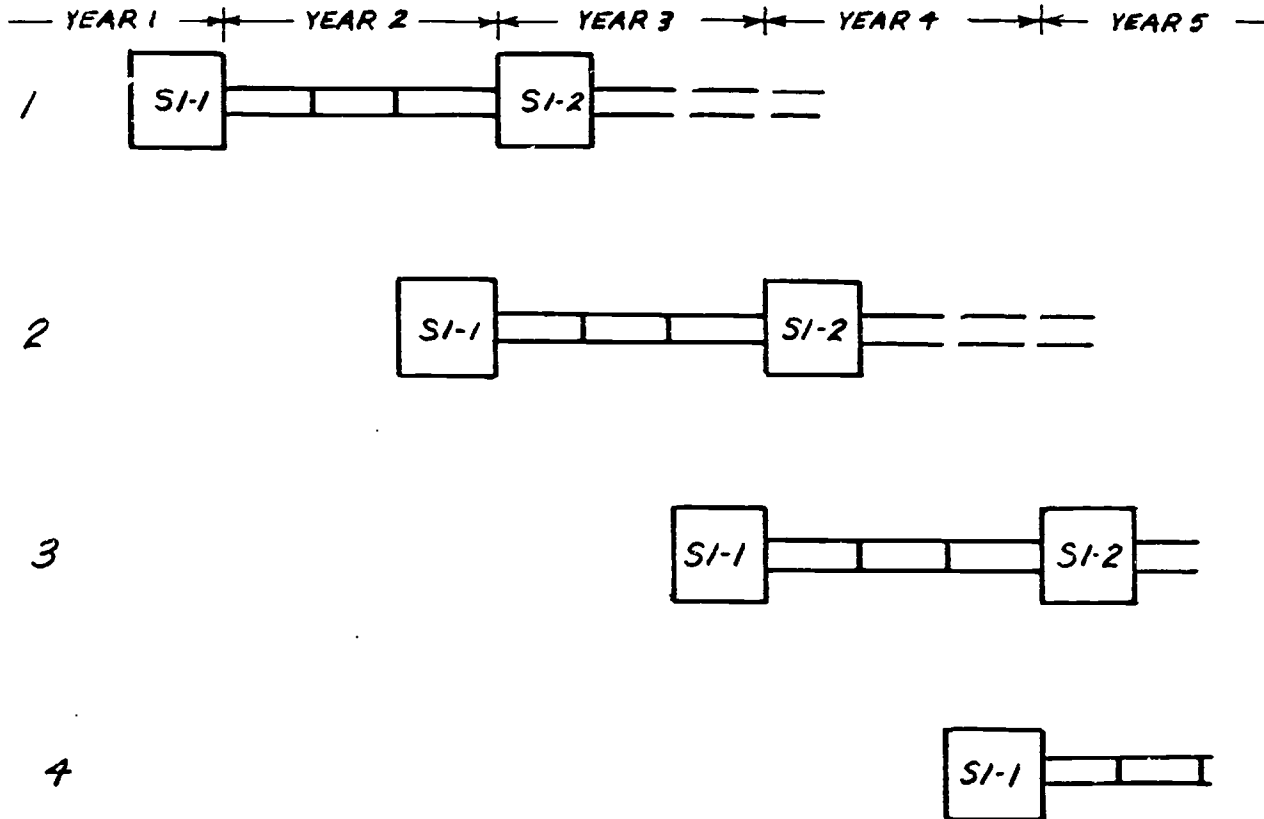 YEAR 1 YEAR 2 YEAR 3 YEAR 4 YEAR 5
1 S1-1 S1-2
2 S1-1 S1-2
3 S1-1 S1-2
4 S1-1